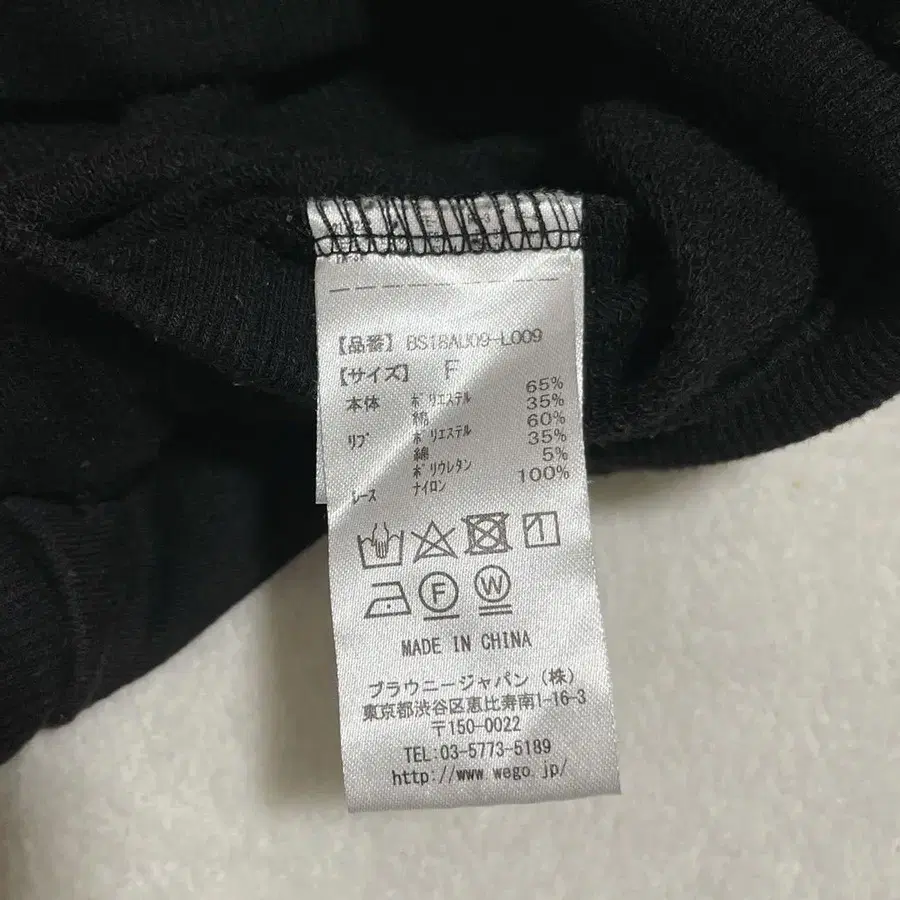 【品番】 BS18AU09-L009
【サイズ】 F
本体 ポリエステル 65%
綿 35%
リブ ポリエステル 60%
綿 35%
ポリウレタン 5%
レース ナイロン 100%
F W
MADE IN CHINA
ブラウニージャパン (株)
東京都渋谷区恵比寿南1-16-3
〒150-0022
TEL:03-5773-5189
http://www.wego.jp/